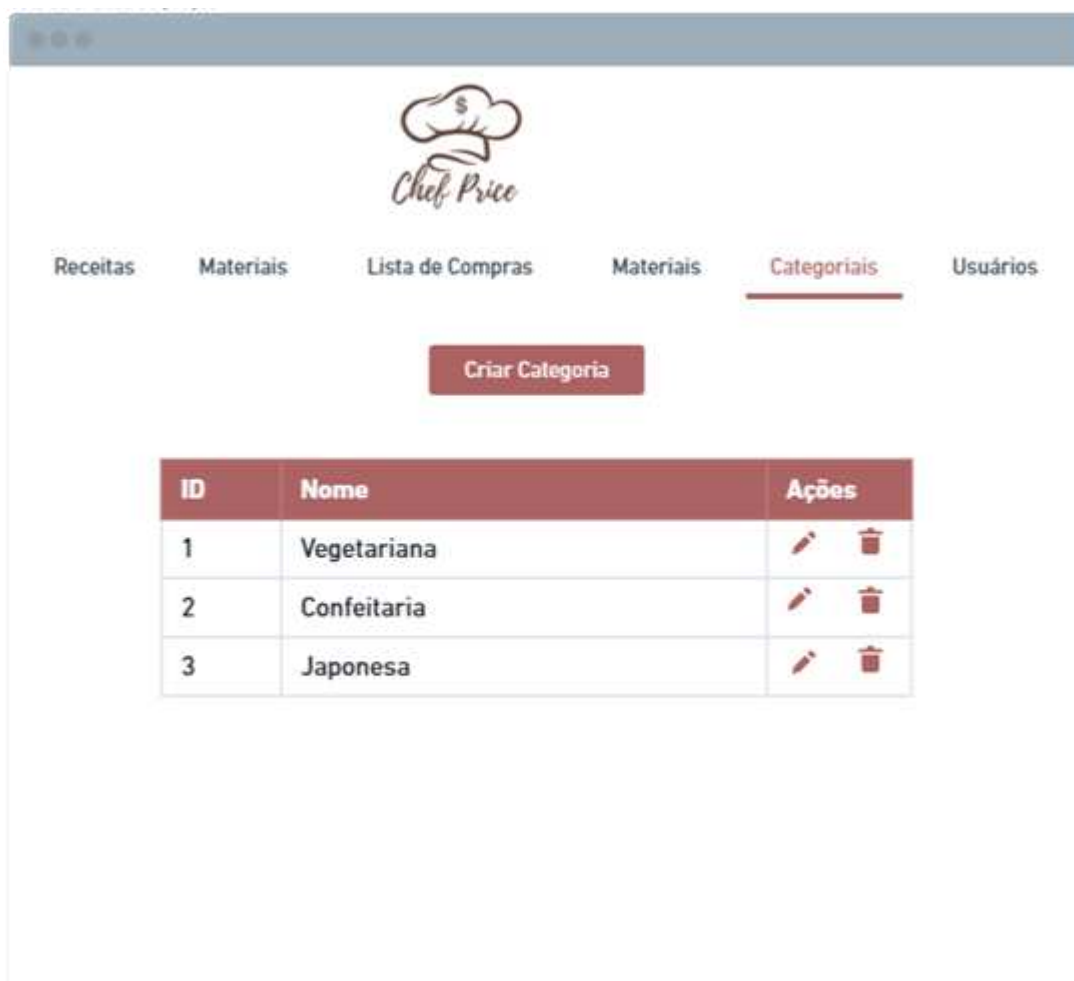 $
Chef Price
Receitas Materiais Lista de Compras Materiais Categoriais Usuários
Criar Categoria
ID Nome Ações
1 Vegetariana
2 Confeitaria
3 Japonesa